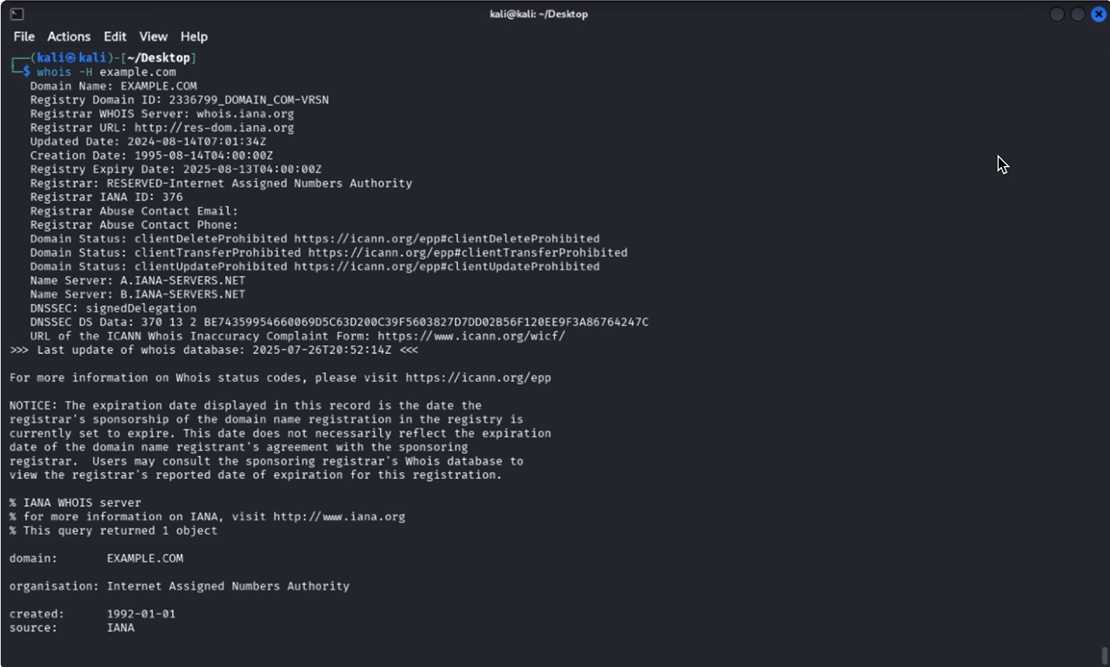 kali@kali: ~/Desktop
File Actions Edit View Help
(kali㉿kali)-[~/Desktop]
$ whois -H example.com
Domain Name: EXAMPLE.COM
Registry Domain ID: 2336799_DOMAIN_COM-VRSN
Registrar WHOIS Server: whois.iana.org
Registrar URL: http://res-dom.iana.org
Updated Date: 2024-08-14T07:01:34Z
Creation Date: 1995-08-14T04:00:00Z
Registry Expiry Date: 2025-08-13T04:00:00Z
Registrar: RESERVED-Internet Assigned Numbers Authority
Registrar IANA ID: 376
Registrar Abuse Contact Email:
Registrar Abuse Contact Phone:
Domain Status: clientDeleteProhibited https://icann.org/epp#clientDeleteProhibited
Domain Status: clientTransferProhibited https://icann.org/epp#clientTransferProhibited
Domain Status: clientUpdateProhibited https://icann.org/epp#clientUpdateProhibited
Name Server: A.IANA-SERVERS.NET
Name Server: B.IANA-SERVERS.NET
DNSSEC: signedDelegation
DNSSEC DS Data: 370 13 2 BE74359954660069D5C63D200C39F5603827D7DD02B56F120EE9F3A86764247C
URL of the ICANN Whois Inaccuracy Complaint Form: https://www.icann.org/wicf/
>>> Last update of whois database: 2025-07-26T20:52:14Z <<<
For more information on Whois status codes, please visit https://icann.org/epp
NOTICE: The expiration date displayed in this record is the date the
registrar's sponsorship of the domain name registration in the registry is
currently set to expire. This date does not necessarily reflect the expiration
date of the domain name registrant's agreement with the sponsoring
registrar.  Users may consult the sponsoring registrar's Whois database to
view the registrar's reported date of expiration for this registration.
% IANA WHOIS server
% for more information on IANA, visit http://www.iana.org
% This query returned 1 object
domain:       EXAMPLE.COM
organisation: Internet Assigned Numbers Authority
created:      1992-01-01
source:       IANA